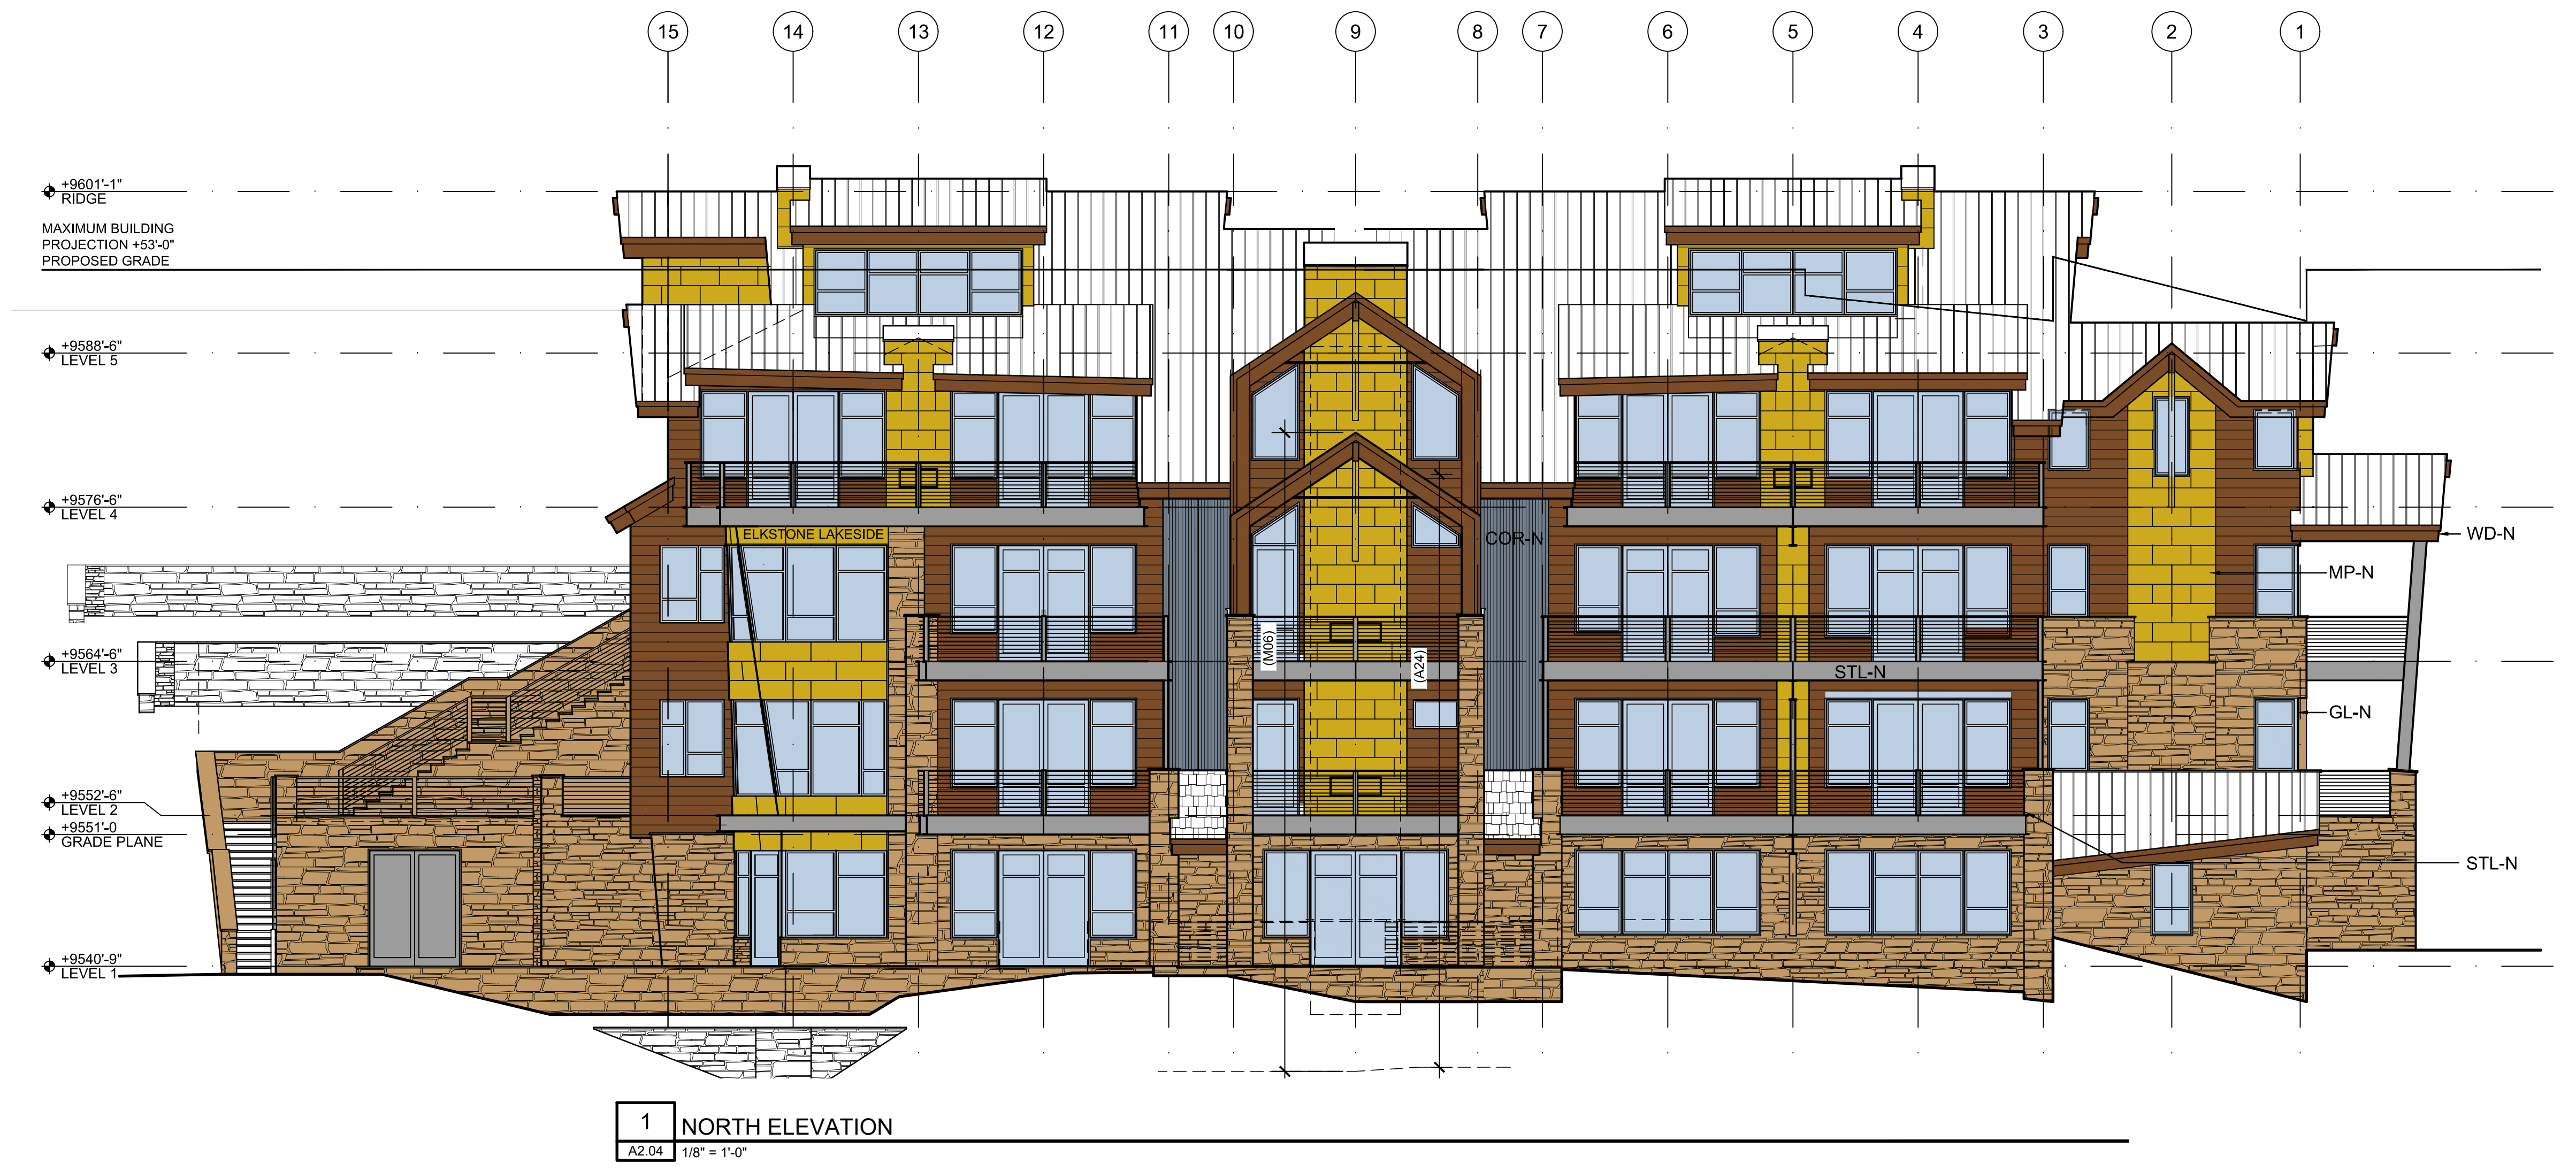 15 14 13 12 11 10 9 8 7 6 5 4 3 2 1
+9601'-1"
RIDGE
MAXIMUM BUILDING
PROJECTION +53'-0"
PROPOSED GRADE
+9588'-6"
LEVEL 5
+9576'-6"
LEVEL 4
ELKSTONE LAKESIDE
COR-N
WD-N
MP-N
(M06)
(A24)
+9564'-6"
LEVEL 3
STL-N
GL-N
+9552'-6"
LEVEL 2
+9551'-0
GRADE PLANE
STL-N
+9540'-9"
LEVEL 1
1
NORTH ELEVATION
A2.04
1/8" = 1'-0"